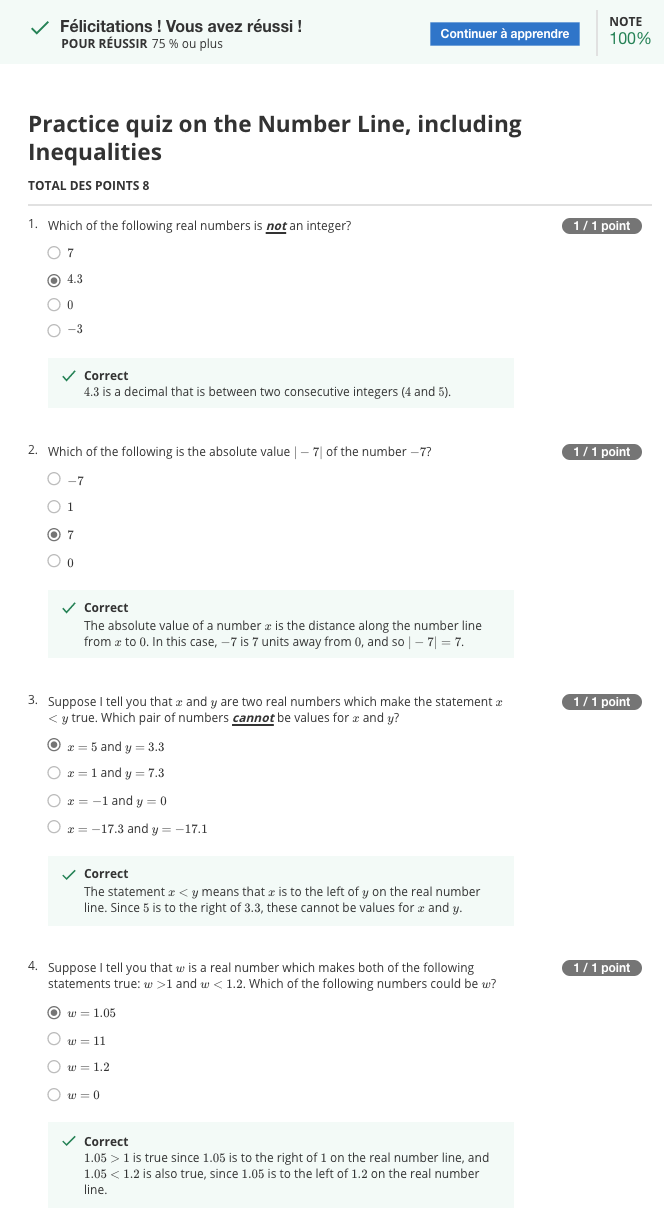 Félicitations ! Vous avez réussi !
POUR RÉUSSIR 75 % ou plus
Continuer à apprendre
NOTE
100%
Practice quiz on the Number Line, including
Inequalities
TOTAL DES POINTS 8
1. Which of the following real numbers is not an integer?
1 / 1 point
7
4.3
0
−3
Correct
4.3 is a decimal that is between two consecutive integers (4 and 5).
2. Which of the following is the absolute value | − 7| of the number −7?
1 / 1 point
−7
1
7
0
Correct
The absolute value of a number x is the distance along the number line
from x to 0. In this case, −7 is 7 units away from 0, and so | − 7| = 7.
3. Suppose I tell you that x and y are two real numbers which make the statement x
< y true. Which pair of numbers cannot be values for x and y?
1 / 1 point
x = 5 and y = 3.3
x = 1 and y = 7.3
x = −1 and y = 0
x = −17.3 and y = −17.1
Correct
The statement x < y means that x is to the left of y on the real number
line. Since 5 is to the right of 3.3, these cannot be values for x and y.
4. Suppose I tell you that w is a real number which makes both of the following
statements true: w >1 and w < 1.2. Which of the following numbers could be w?
1 / 1 point
w = 1.05
w = 11
w = 1.2
w = 0
Correct
1.05 > 1 is true since 1.05 is to the right of 1 on the real number line, and
1.05 < 1.2 is also true, since 1.05 is to the left of 1.2 on the real number
line.